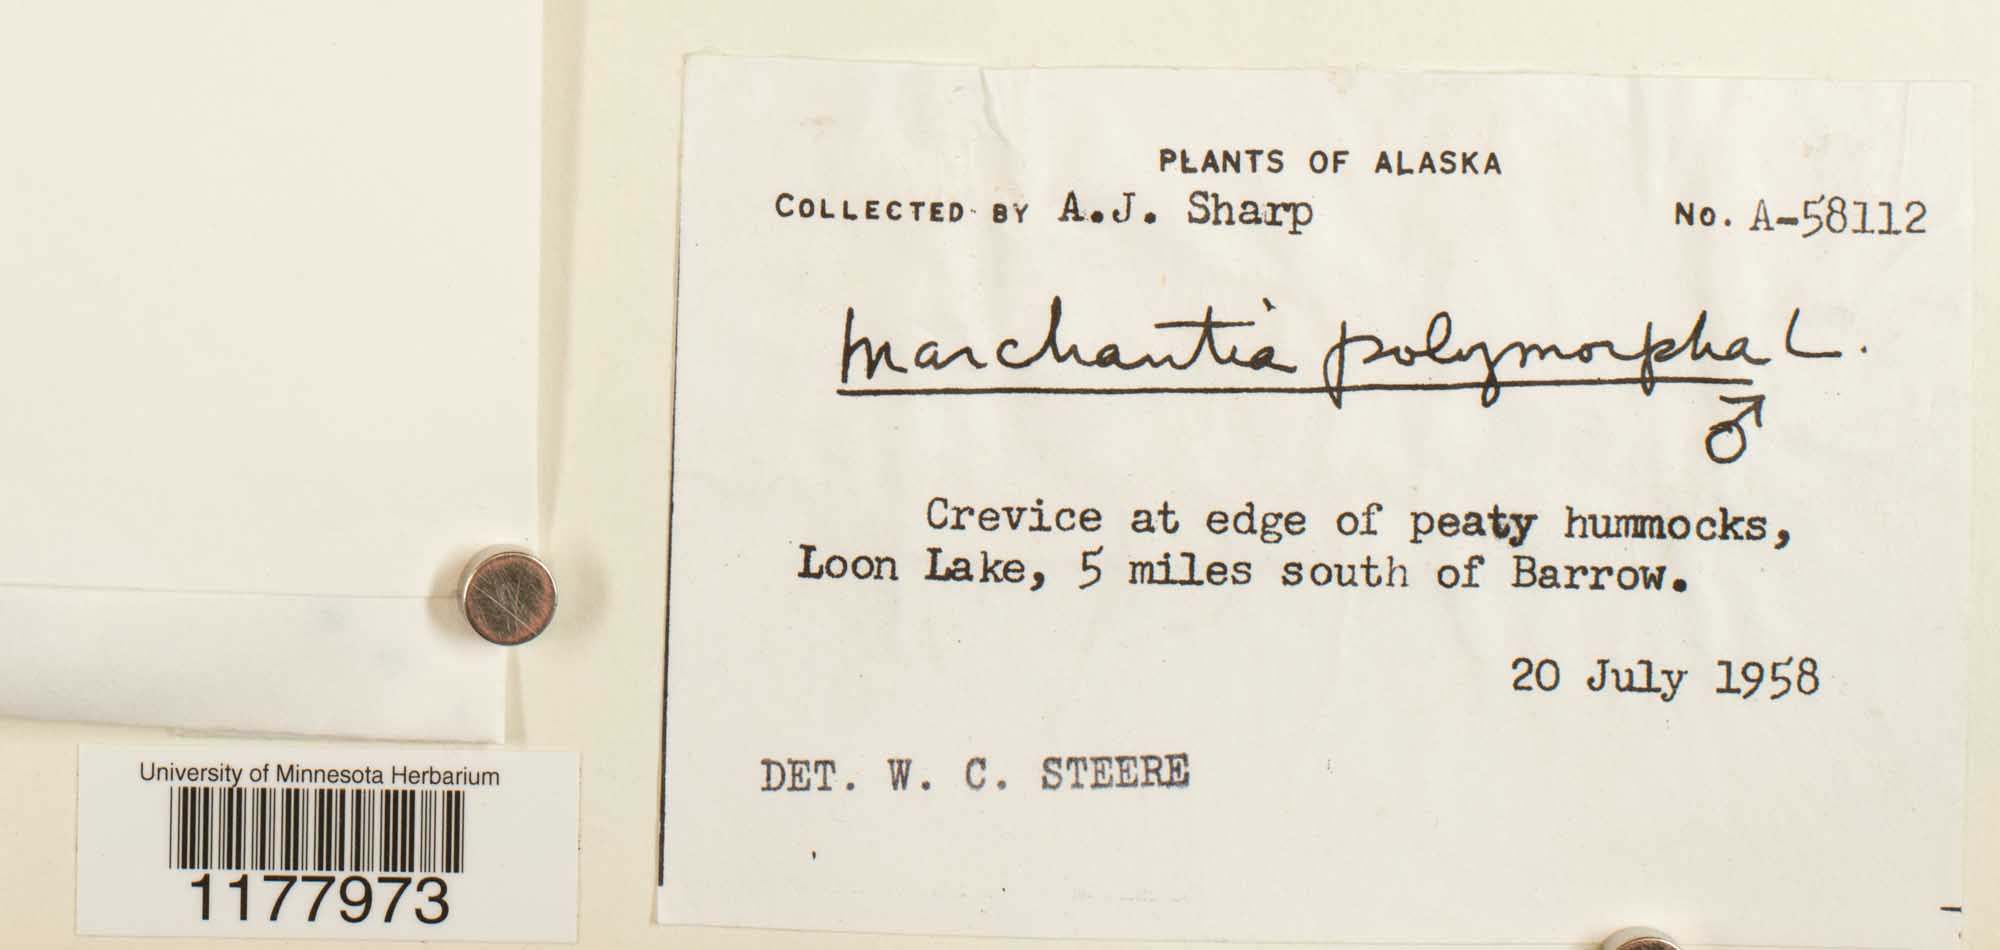 PLANTS OF ALASKA
COLLECTED BY A.J. Sharp No. A-58112
Marchantia polymorpha L.
♂
Crevice at edge of peaty hummocks,
Loon Lake, 5 miles south of Barrow.
20 July 1958
DET. W. C. STEERE
University of Minnesota Herbarium
1177973